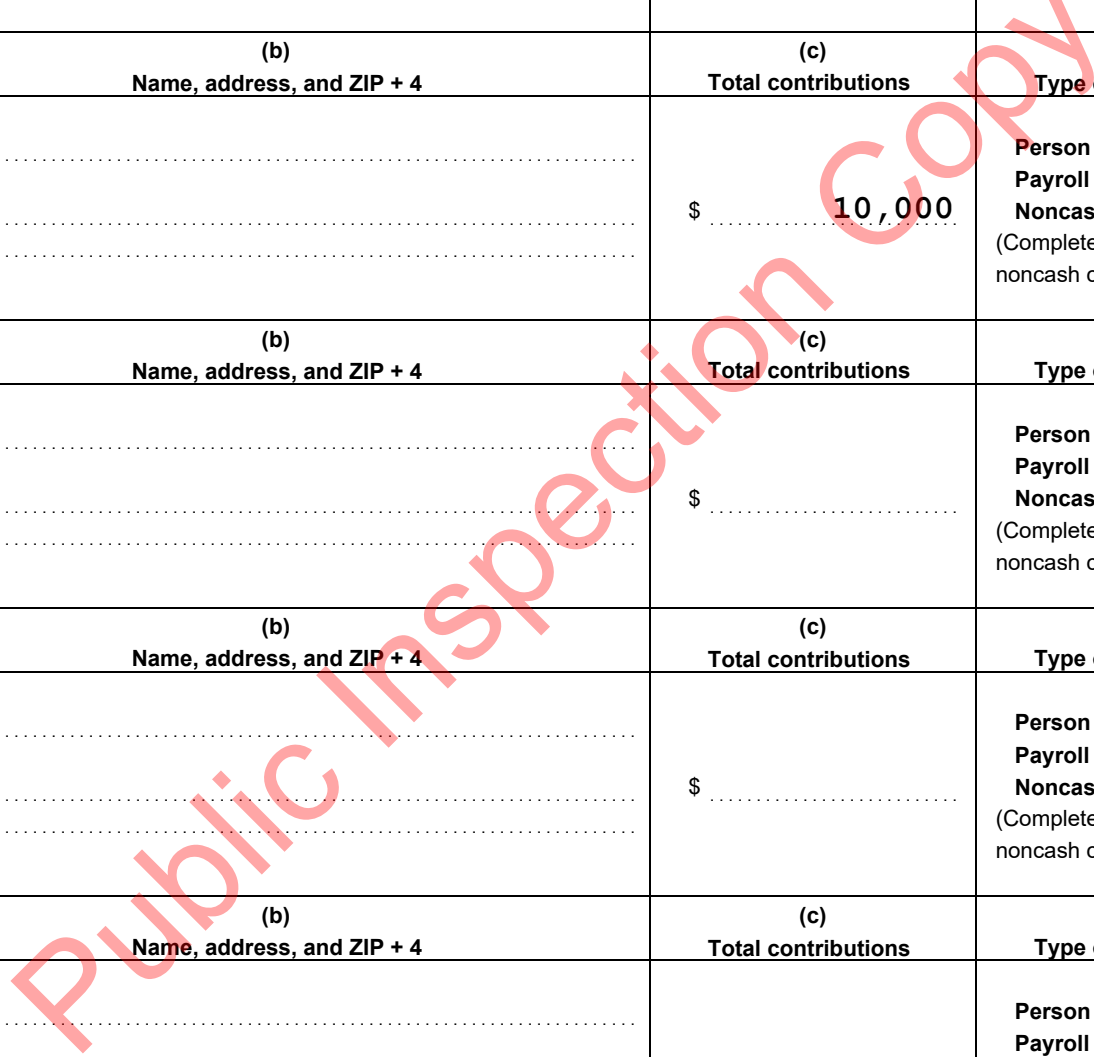 (b) (c)
Name, address, and ZIP + 4 Total contributions Type
Person
Payroll
$ 10,000 Noncas
(Complete
noncash
(b) (c)
Name, address, and ZIP + 4 Total contributions Type
Person
Payroll
$ Noncas
(Complete
noncash
(b) (c)
Name, address, and ZIP + 4 Total contributions Type
Person
Payroll
$ Noncas
(Complete
noncash
(b) (c)
Name, address, and ZIP + 4 Total contributions Type
Person
Payroll
Public Inspection Copy